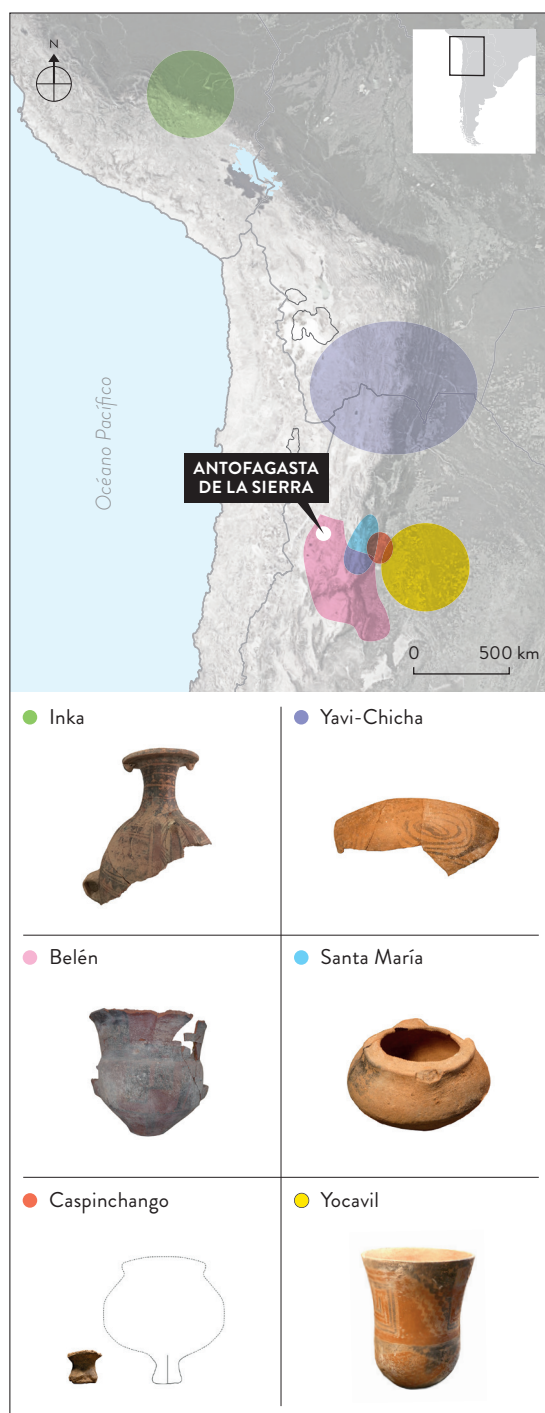 N
Océano Pacífico
ANTOFAGASTA
DE LA SIERRA
0 500 km
Inka
Yavi-Chicha
Belén
Santa María
Caspinchango
Yocavil